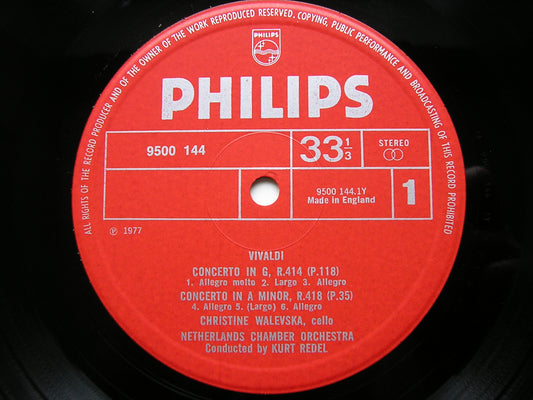 ALL RIGHTS OF THE RECORD PRODUCER AND OF THE OWNER OF THE WORK REPRODUCED RESERVED. COPYING, PUBLIC PERFORMANCE AND BROADCASTING OF THIS RECORD PROHIBITED
PHILIPS
PHILIPS
9500 144
33 1/3
STEREO
9500 144.1Y
Made in England
1
℗ 1977
VIVALDI
CONCERTO IN G, R.414 (P.118)
1. Allegro molto 2. Largo 3. Allegro
CONCERTO IN A MINOR, R.418 (P.35)
4. Allegro 5. (Largo) 6. Allegro
CHRISTINE WALEVSKA, cello
NETHERLANDS CHAMBER ORCHESTRA
Conducted by KURT REDEL